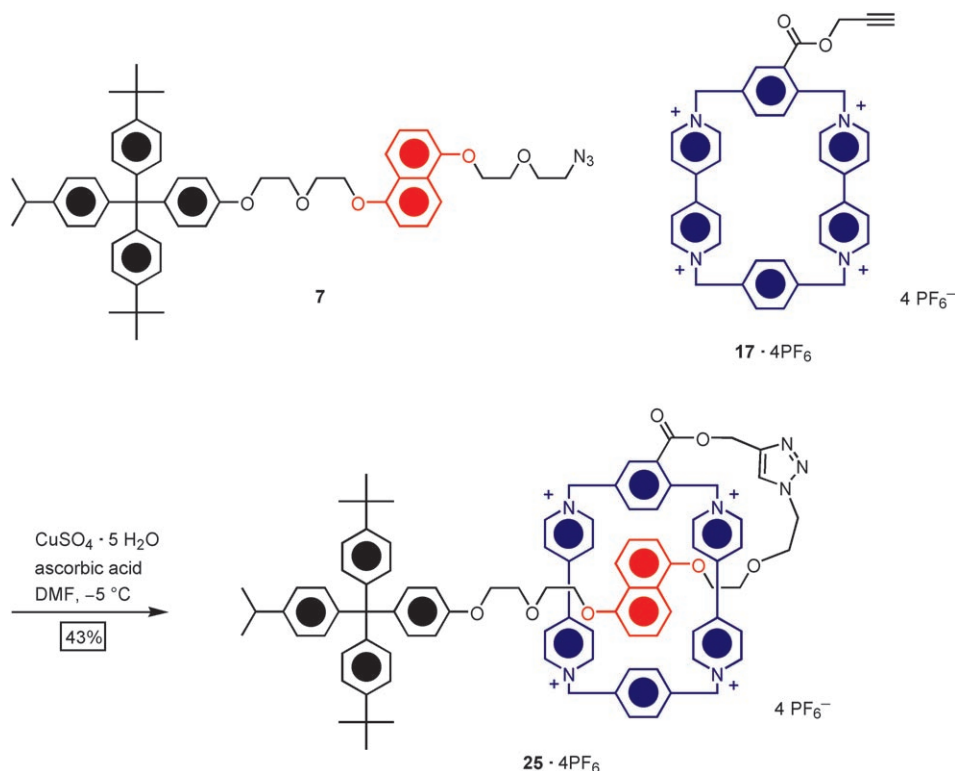 O
O
N₃
O
O
O
O
7
O
O
+
N
N
+
+
N
N
+
4 PF₆⁻
17 · 4PF₆
CuSO₄ · 5 H₂O
ascorbic acid
DMF, –5 °C
43%
O
O
N
N
N
+
N
N
+
O
O
O
O
O
O
+
N
N
+
4 PF₆⁻
25 · 4PF₆